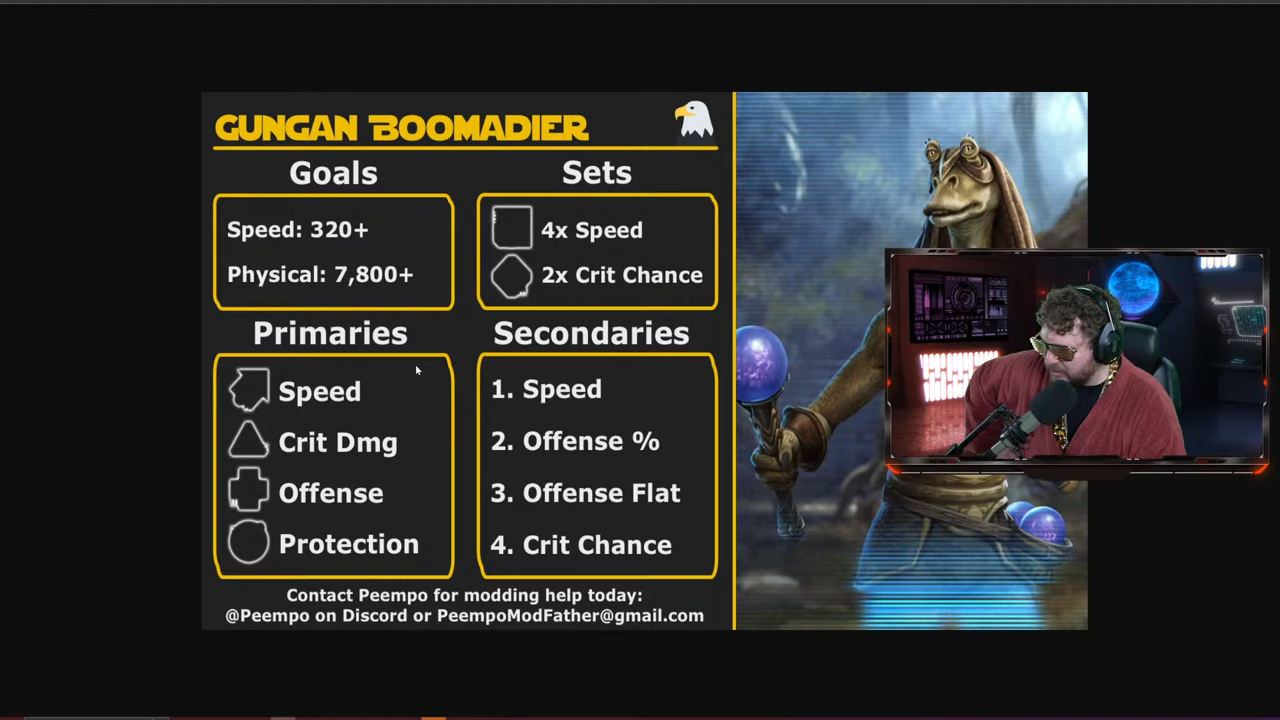 Gungan Boomadier
Goals
Speed: 320+
Physical: 7,800+
Sets
4x Speed
2x Crit Chance
Primaries
Speed
Crit Dmg
Offense
Protection
Secondaries
1. Speed
2. Offense %
3. Offense Flat
4. Crit Chance
Contact Peempo for modding help today:
@Peempo on Discord or PeempoModFather@gmail.com